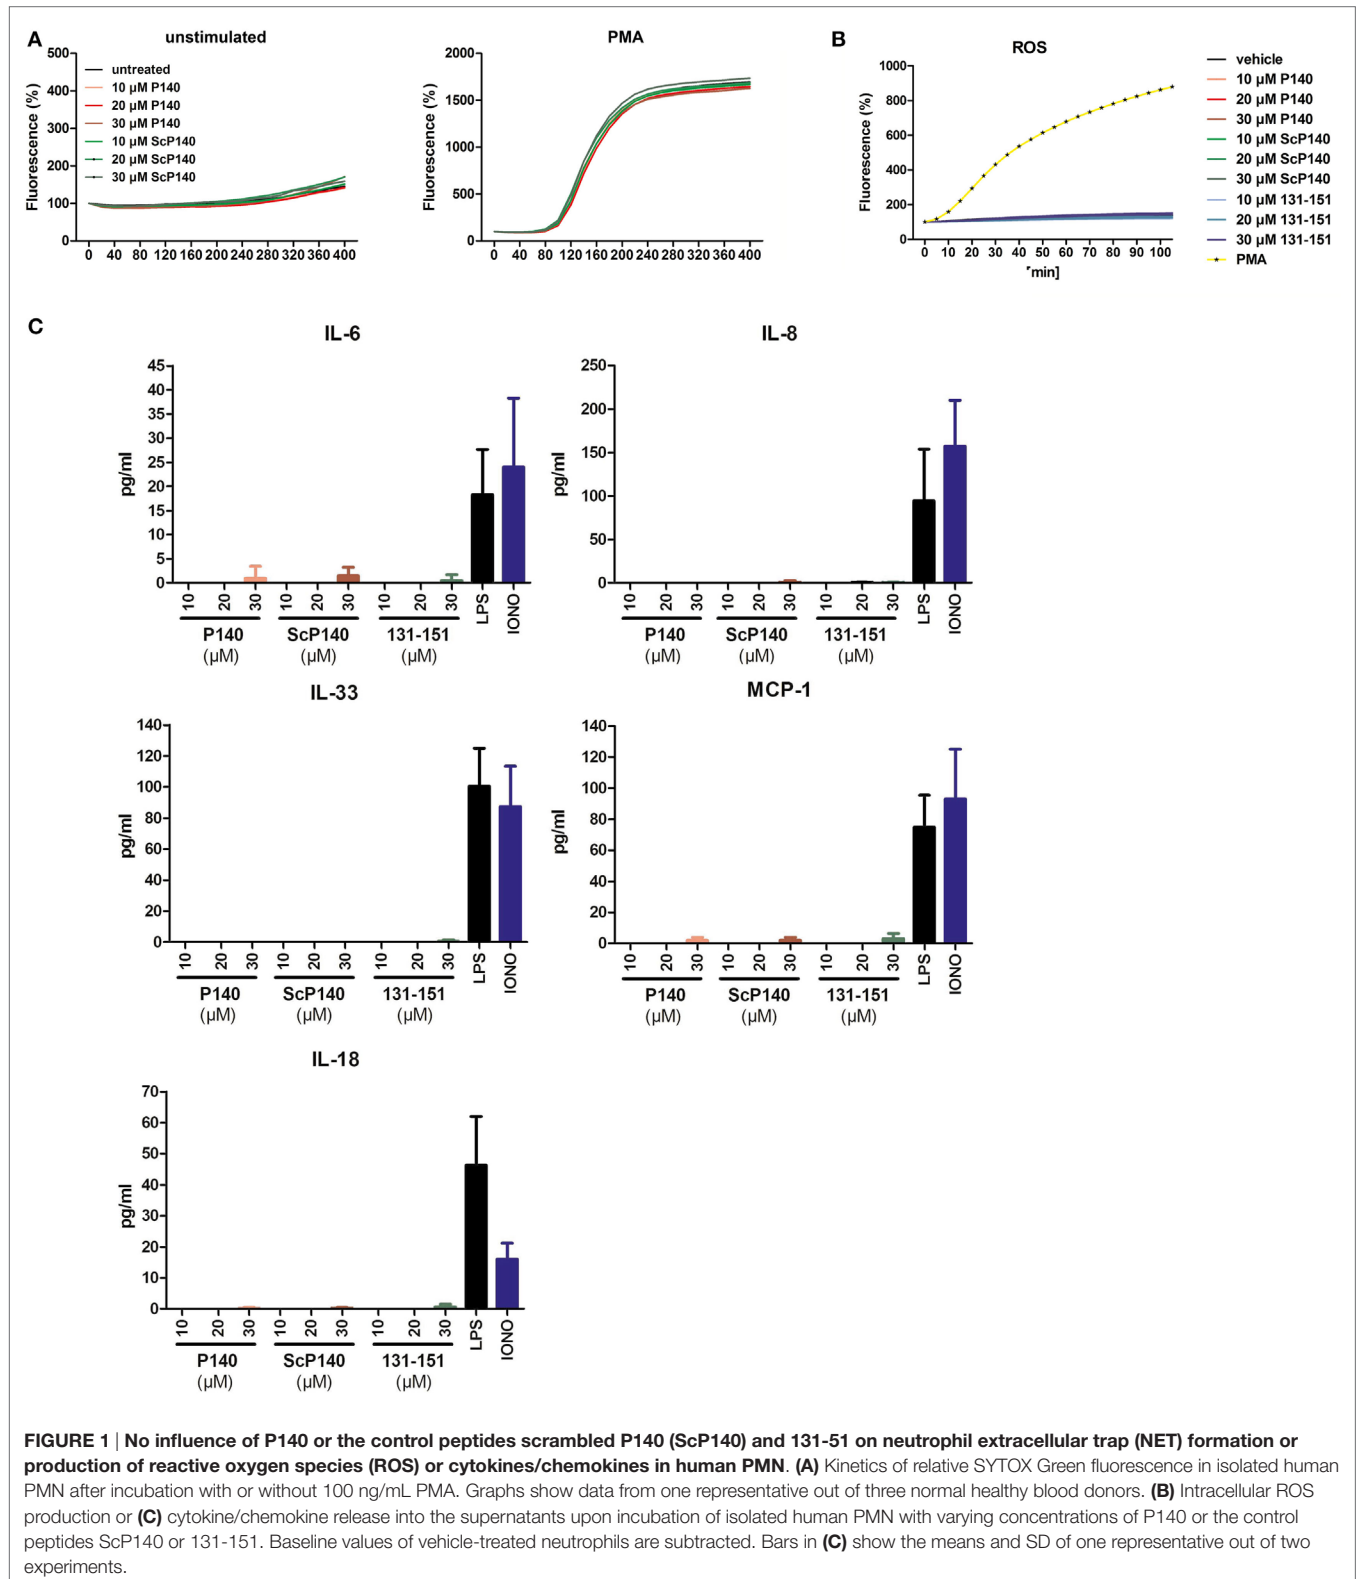 A
unstimulated
500
400
300
200
100
0
Fluorescence (%)
untreated
10 µM P140
20 µM P140
30 µM P140
10 µM ScP140
20 µM ScP140
30 µM ScP140
0 40 80 120 160 200 240 280 320 360 400
PMA
2000
1500
1000
500
0
Fluorescence (%)
0 40 80 120 160 200 240 280 320 360 400
B
ROS
1000
800
600
400
200
0
Fluorescence (%)
0 10 20 30 40 50 60 70 80 90 100
min]
vehicle
10 µM P140
20 µM P140
30 µM P140
10 µM ScP140
20 µM ScP140
30 µM ScP140
10 µM 131-151
20 µM 131-151
30 µM 131-151
PMA
C
IL-6
45
40
35
30
25
20
15
10
5
0
pg/ml
10 20 30 10 20 30 10 20 30 LPS IONO
P140 ScP140 131-151
(µM) (µM) (µM)
IL-8
250
200
150
100
50
0
pg/ml
10 20 30 10 20 30 10 20 30 LPS IONO
P140 ScP140 131-151
(µM) (µM) (µM)
IL-33
140
120
100
80
60
40
20
0
pg/ml
10 20 30 10 20 30 10 20 30 LPS IONO
P140 ScP140 131-151
(µM) (µM) (µM)
MCP-1
140
120
100
80
60
40
20
0
pg/ml
10 20 30 10 20 30 10 20 30 LPS IONO
P140 ScP140 131-151
(µM) (µM) (µM)
IL-18
70
60
50
40
30
20
10
0
pg/ml
10 20 30 10 20 30 10 20 30 LPS IONO
P140 ScP140 131-151
(µM) (µM) (µM)
FIGURE 1 | No influence of P140 or the control peptides scrambled P140 (ScP140) and 131-51 on neutrophil extracellular trap (NET) formation or
production of reactive oxygen species (ROS) or cytokines/chemokines in human PMN. (A) Kinetics of relative SYTOX Green fluorescence in isolated human
PMN after incubation with or without 100 ng/mL PMA. Graphs show data from one representative out of three normal healthy blood donors. (B) Intracellular ROS
production or (C) cytokine/chemokine release into the supernatants upon incubation of isolated human PMN with varying concentrations of P140 or the control
peptides ScP140 or 131-151. Baseline values of vehicle-treated neutrophils are subtracted. Bars in (C) show the means and SD of one representative out of two
experiments.